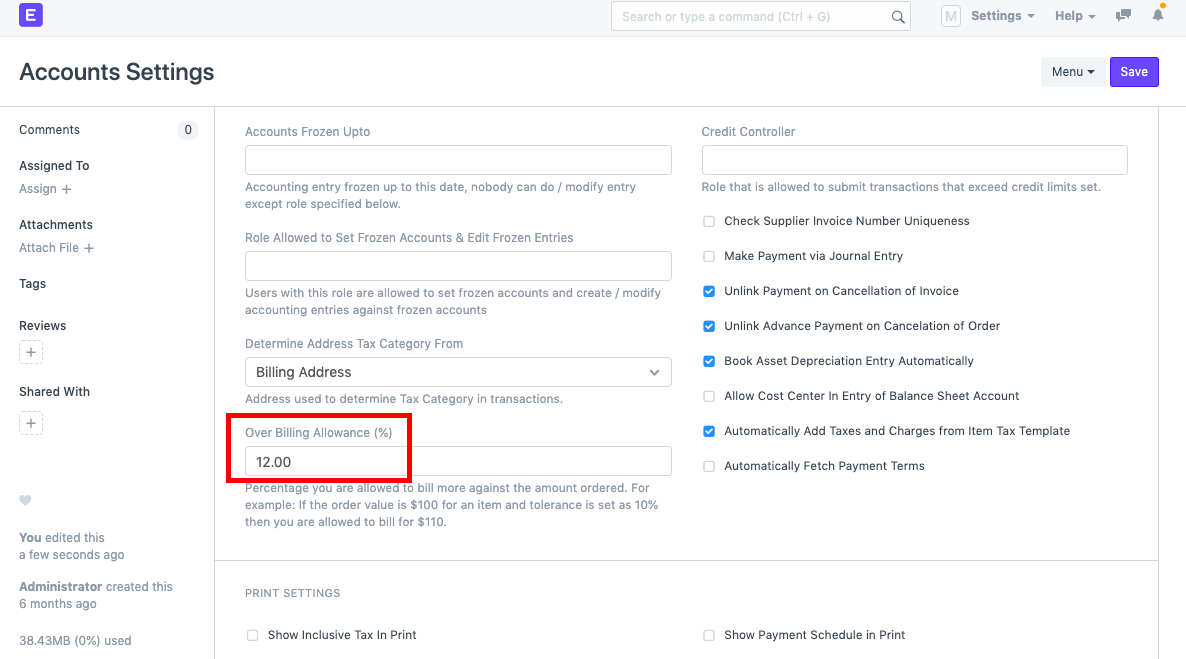 E
Search or type a command (Ctrl + G)
M
Settings
Help
Accounts Settings
Menu
Save
Comments
0
Assigned To
Assign +
Attachments
Attach File +
Tags
Reviews
+
Shared With
+
You edited this
a few seconds ago
Administrator created this
6 months ago
38.43MB (0%) used
Accounts Frozen Upto
Accounting entry frozen up to this date, nobody can do / modify entry
except role specified below.
Role Allowed to Set Frozen Accounts & Edit Frozen Entries
Users with this role are allowed to set frozen accounts and create / modify
accounting entries against frozen accounts
Determine Address Tax Category From
Billing Address
Address used to determine Tax Category in transactions.
Over Billing Allowance (%)
12.00
Percentage you are allowed to bill more against the amount ordered. For
example: If the order value is $100 for an item and tolerance is set as 10%
then you are allowed to bill for $110.
Credit Controller
Role that is allowed to submit transactions that exceed credit limits set.
Check Supplier Invoice Number Uniqueness
Make Payment via Journal Entry
Unlink Payment on Cancellation of Invoice
Unlink Advance Payment on Cancelation of Order
Book Asset Depreciation Entry Automatically
Allow Cost Center In Entry of Balance Sheet Account
Automatically Add Taxes and Charges from Item Tax Template
Automatically Fetch Payment Terms
PRINT SETTINGS
Show Inclusive Tax In Print
Show Payment Schedule in Print